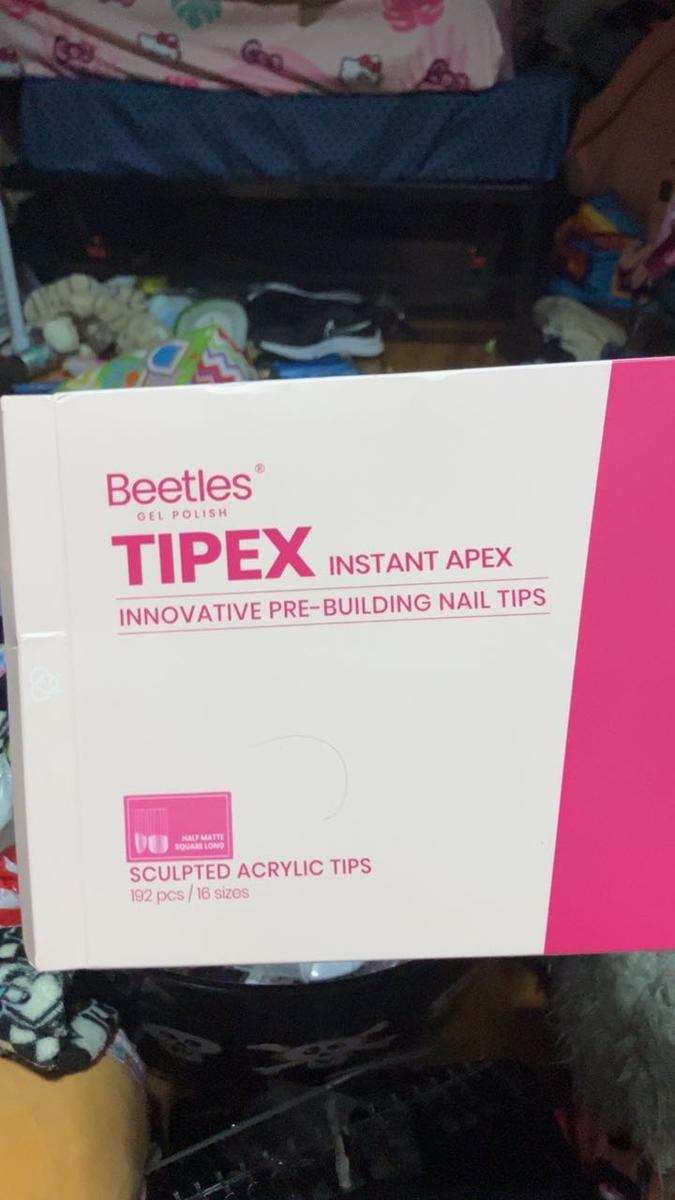 Beetles®
GEL POLISH
TIPEX INSTANT APEX
INNOVATIVE PRE-BUILDING NAIL TIPS
HALF MATTE
SQUARE LONG
SCULPTED ACRYLIC TIPS
192 pcs / 16 sizes